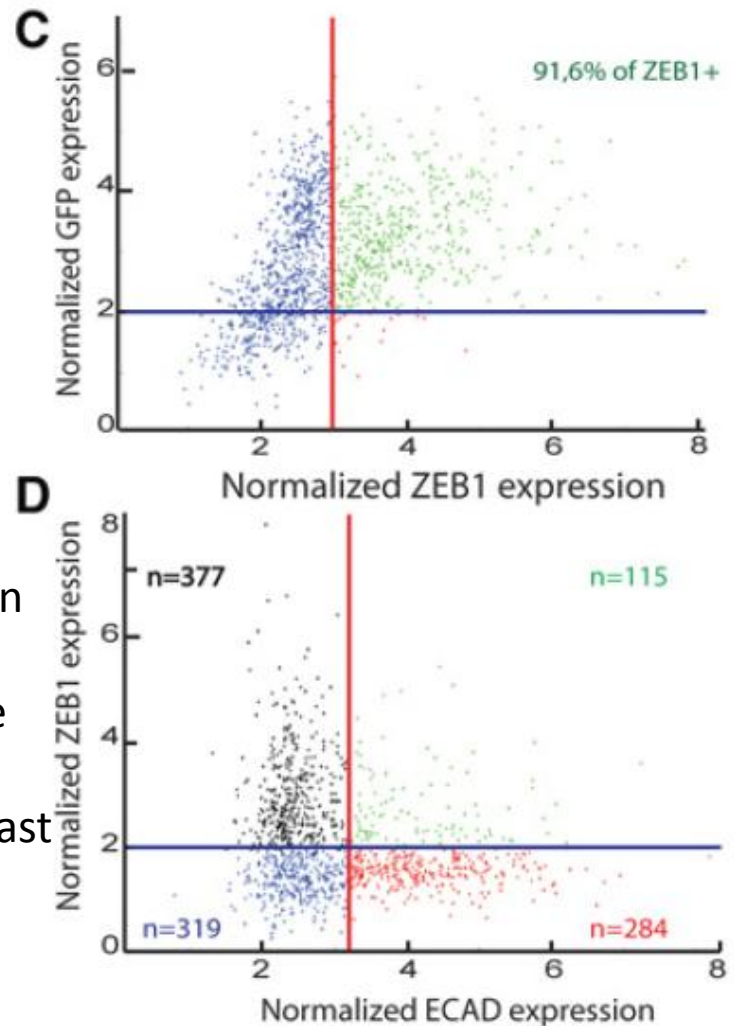 C
Normalized GFP expression
6
4
2
0
91,6% of ZEB1+
2
4
6
8
Normalized ZEB1 expression
D
n
e
ast
Normalized ZEB1 expression
8
6
4
2
0
n=377
n=115
n=319
n=284
2
4
6
8
Normalized ECAD expression